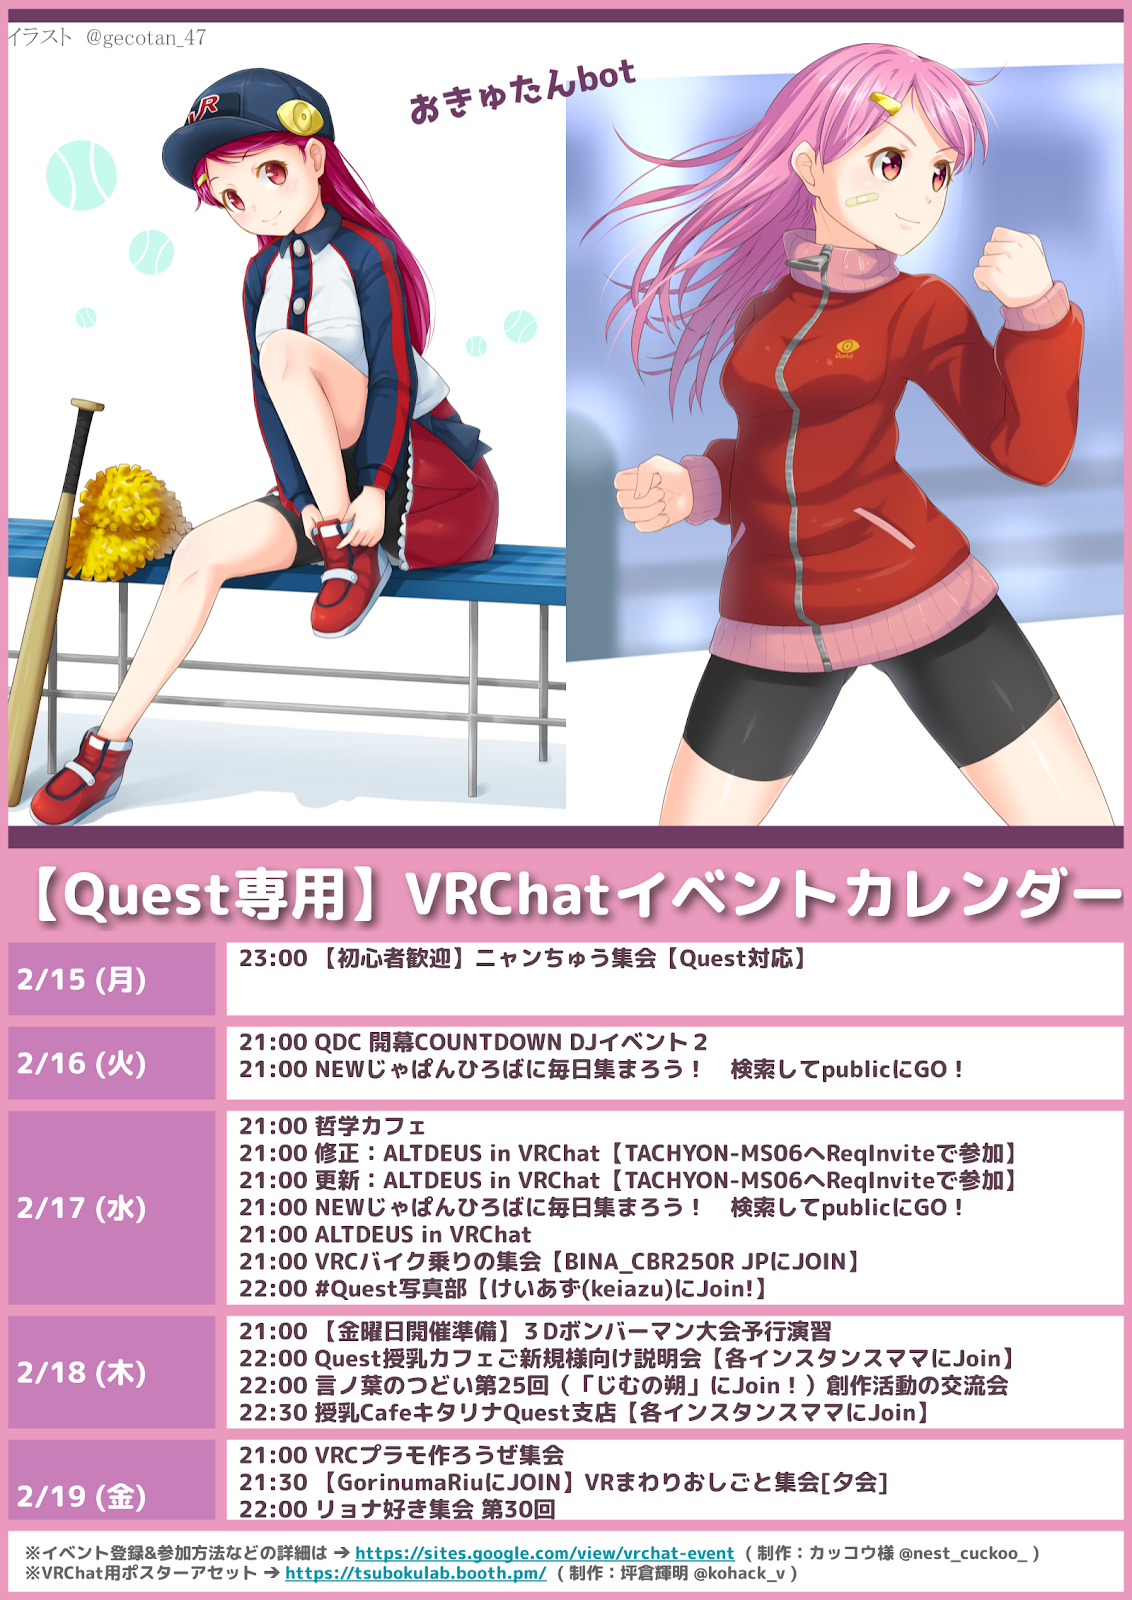 イラスト @gecotan_47
おきゅたんbot
VR
Quest
【Quest専用】VRChatイベントカレンダー
2/15 (月)
23:00 【初心者歓迎】ニャンちゅう集会【Quest対応】
2/16 (火)
21:00 QDC 開幕COUNTDOWN DJイベント２
21:00 NEWじゃぱんひろばに毎日集まろう！　検索してpublicにGO！
2/17 (水)
21:00 哲学カフェ
21:00 修正：ALTDEUS in VRChat【TACHYON-MS06へReqInviteで参加】
21:00 更新：ALTDEUS in VRChat【TACHYON-MS06へReqInviteで参加】
21:00 NEWじゃぱんひろばに毎日集まろう！　検索してpublicにGO！
21:00 ALTDEUS in VRChat
21:00 VRCバイク乗りの集会【BINA_CBR250R JPにJOIN】
22:00 #Quest写真部【けいあず(keiazu)にJoin!】
2/18 (木)
21:00 【金曜日開催準備】３Dボンバーマン大会予行演習
22:00 Quest授乳カフェご新規様向け説明会【各インスタンスママにJoin】
22:00 言ノ葉のつどい第25回（「じむの朔」にJoin！）創作活動の交流会
22:30 授乳CafeキタリナQuest支店【各インスタンスママにJoin】
2/19 (金)
21:00 VRCプラモ作ろうぜ集会
21:30 【GorinumaRiuにJOIN】VRまわりおしごと集会[夕会]
22:00 リョナ好き集会 第30回
※イベント登録&参加方法などの詳細は → https://sites.google.com/view/vrchat-event （制作：カッコウ様 @nest_cuckoo_）
※VRChat用ポスターアセット → https://tsubokulab.booth.pm/ （制作：坪倉輝明 @kohack_v）